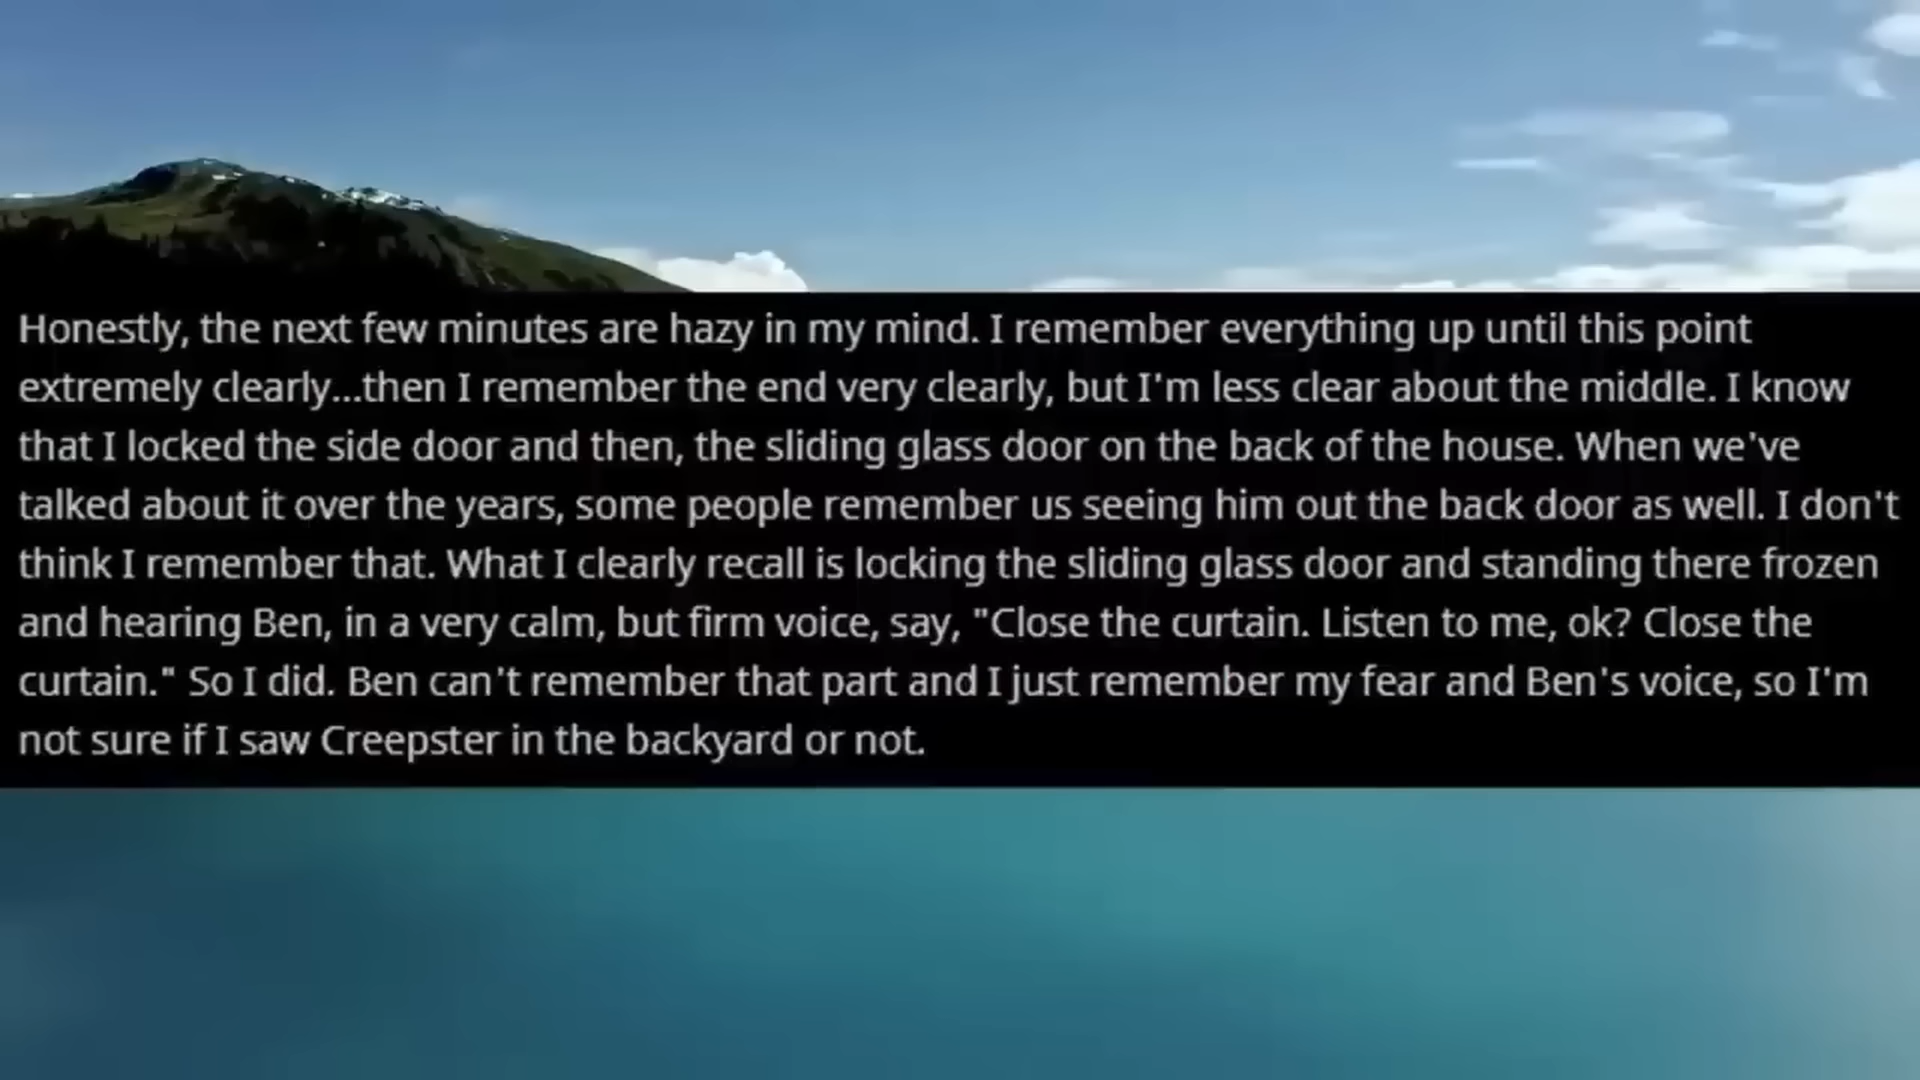 Honestly, the next few minutes are hazy in my mind. I remember everything up until this point
extremely clearly...then I remember the end very clearly, but I'm less clear about the middle. I know
that I locked the side door and then, the sliding glass door on the back of the house. When we've
talked about it over the years, some people remember us seeing him out the back door as well. I don't
think I remember that. What I clearly recall is locking the sliding glass door and standing there frozen
and hearing Ben, in a very calm, but firm voice, say, "Close the curtain. Listen to me, ok? Close the
curtain." So I did. Ben can't remember that part and I just remember my fear and Ben's voice, so I'm
not sure if I saw Creepster in the backyard or not.